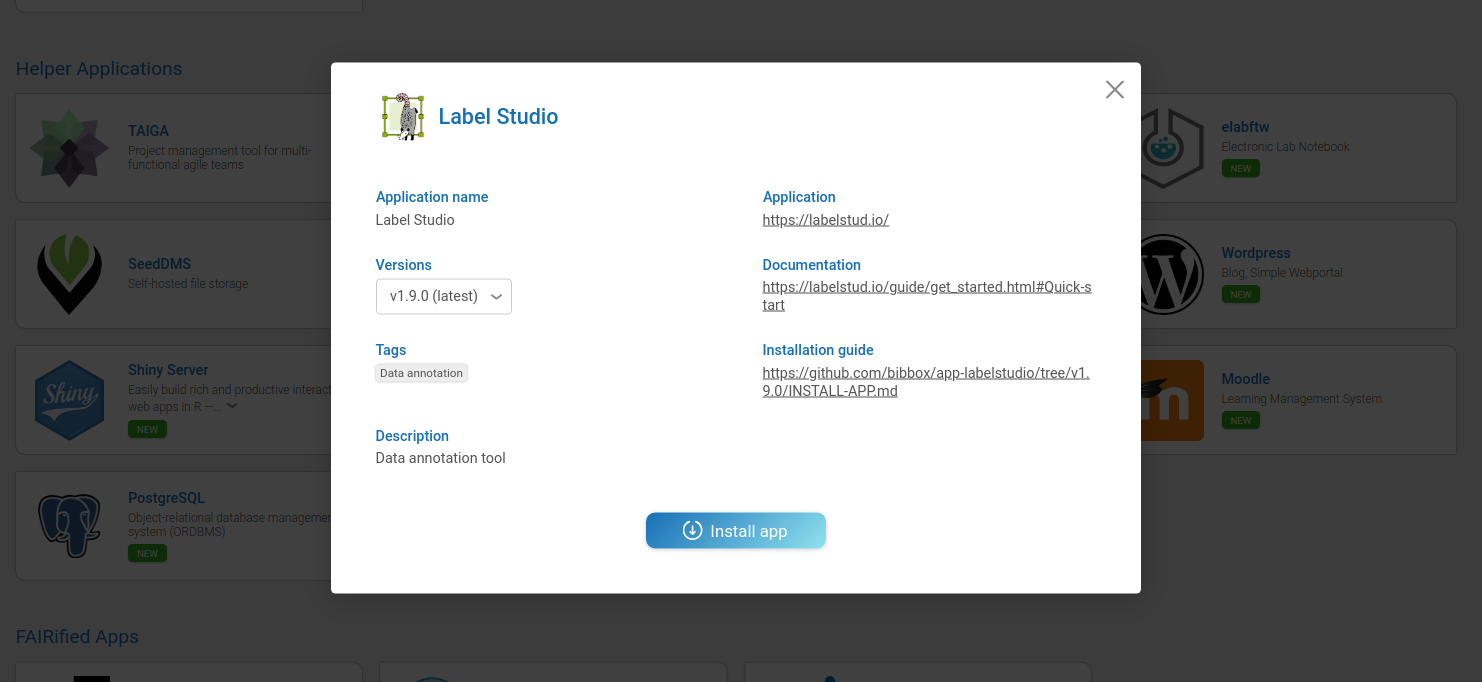 Helper Applications
TAIGA
Project management tool for multi-
functional agile teams
SeedDMS
Self-hosted file storage
Shiny Server
Shiny
Easily build rich and productive interact
web apps in R —...
NEW
PostgreSQL
Object-relational database managemen
system (ORDBMS)
NEW
Label Studio
Application name
Label Studio
Versions
v1.9.0 (latest)
Tags
Data annotation
Description
Data annotation tool
Application
https://labelstud.io/
Documentation
https://labelstud.io/guide/get_started.html#Quick-s
tart
Installation guide
https://github.com/bibbox/app-labelstudio/tree/v1.
9.0/INSTALL-APP.md
Install app
elabftw
Electronic Lab Notebook
NEW
Wordpress
Blog, Simple Webportal
NEW
Moodle
Learning Management System
NEW
FAIRified Apps